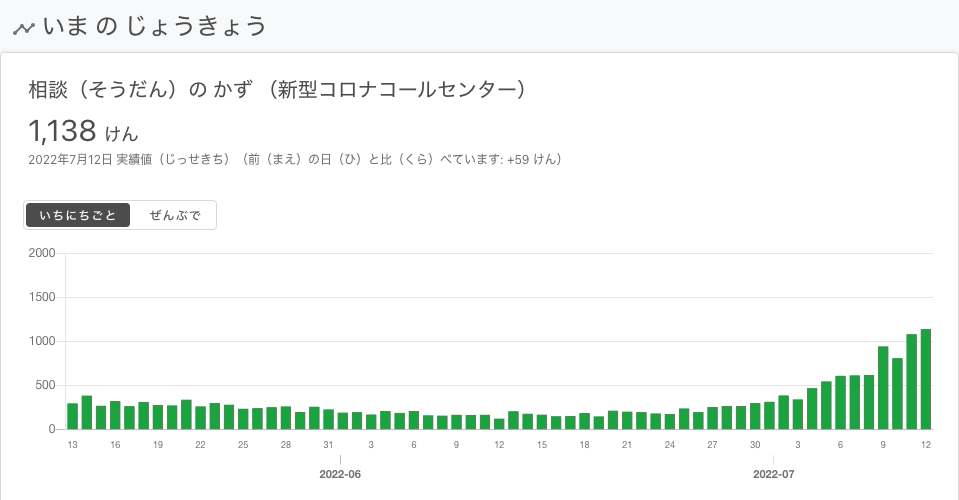 いま の じょうきょう
相談（そうだん）の かず （新型コロナコールセンター）
1,138 けん
2022年7月12日 実績値（じっせきち）（前（まえ）の日（ひ）と比（くら）べています: +59 けん）
いちにちごと ぜんぶで
2000
1500
1000
500
0
13 16 19 22 25 28 31 3 6 9 12 15 18 21 24 27 30 3 6 9 12
2022-06 2022-07